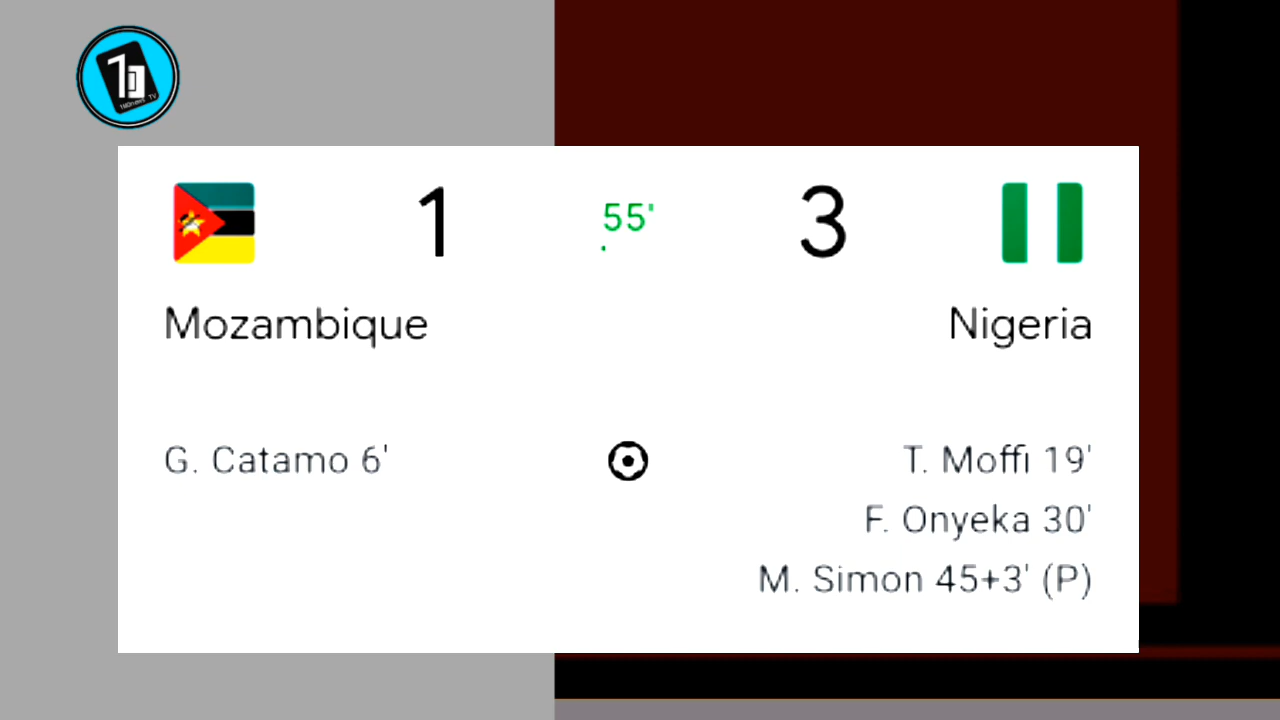 1 55' 3
Mozambique Nigeria
G. Catamo 6' T. Moffi 19'
F. Onyeka 30'
M. Simon 45+3' (P)